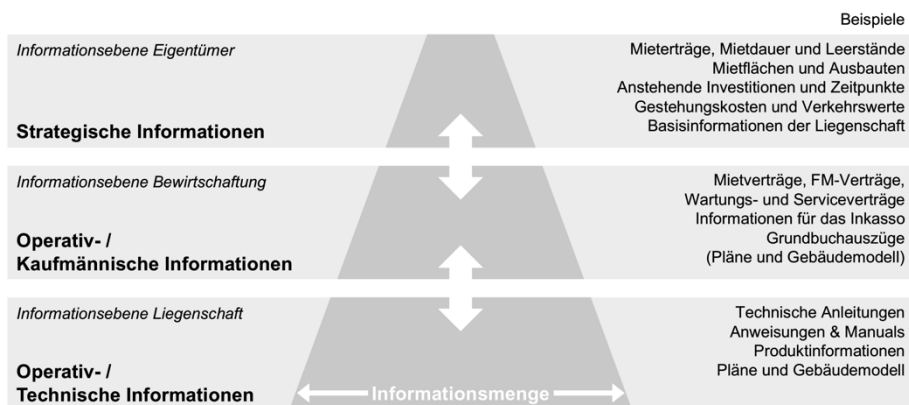 Beispiele
Informationsebene Eigentümer
Strategische Informationen
Mieterträge, Mietdauer und Leerstände
Mietflächen und Ausbauten
Anstehende Investitionen und Zeitpunkte
Gestehungskosten und Verkehrswerte
Basisinformationen der Liegenschaft
Informationsebene Bewirtschaftung
Operativ- /
Kaufmännische Informationen
Mietverträge, FM-Verträge,
Wartungs- und Serviceverträge
Informationen für das Inkasso
Grundbuchauszüge
(Pläne und Gebäudemodell)
Informationsebene Liegenschaft
Operativ- /
Technische Informationen
Informationsmenge
Technische Anleitungen
Anweisungen & Manuals
Produktinformationen
Pläne und Gebäudemodell